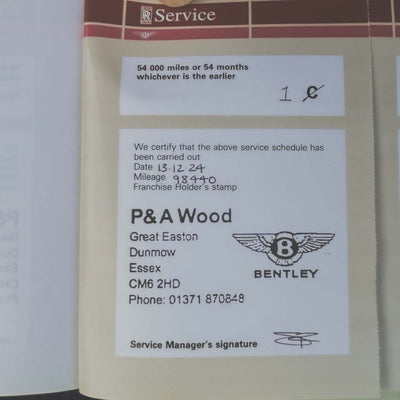 Service
54 000 miles or 54 months
whichever is the earlier
1 C
We certify that the above service schedule has
been carried out
Date 13.12.24
Mileage 98440
Franchise Holder's stamp
P&A Wood
Great Easton
Dunmow
Essex
CM6 2HD
Phone: 01371 870848
B
BENTLEY
Service Manager's signature